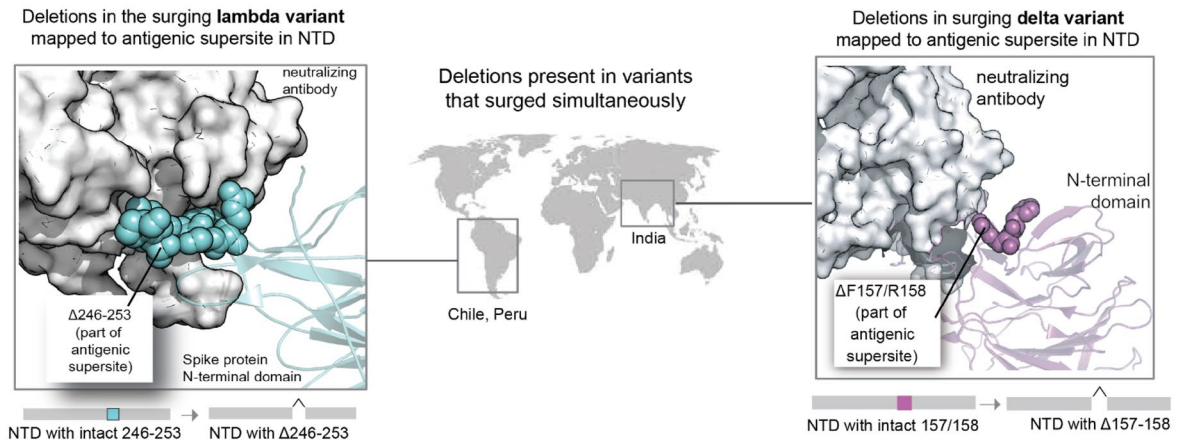 Deletions in the surging lambda variant
mapped to antigenic supersite in NTD
neutralizing
antibody
Δ246-253
(part of
antigenic
supersite)
Spike protein
N-terminal domain
NTD with intact 246-253
NTD with Δ246-253
Deletions present in variants
that surged simultaneously
India
Chile, Peru
Deletions in surging delta variant
mapped to antigenic supersite in NTD
neutralizing
antibody
N-terminal
domain
ΔF157/R158
(part of
antigenic
supersite)
NTD with intact 157/158
NTD with Δ157-158